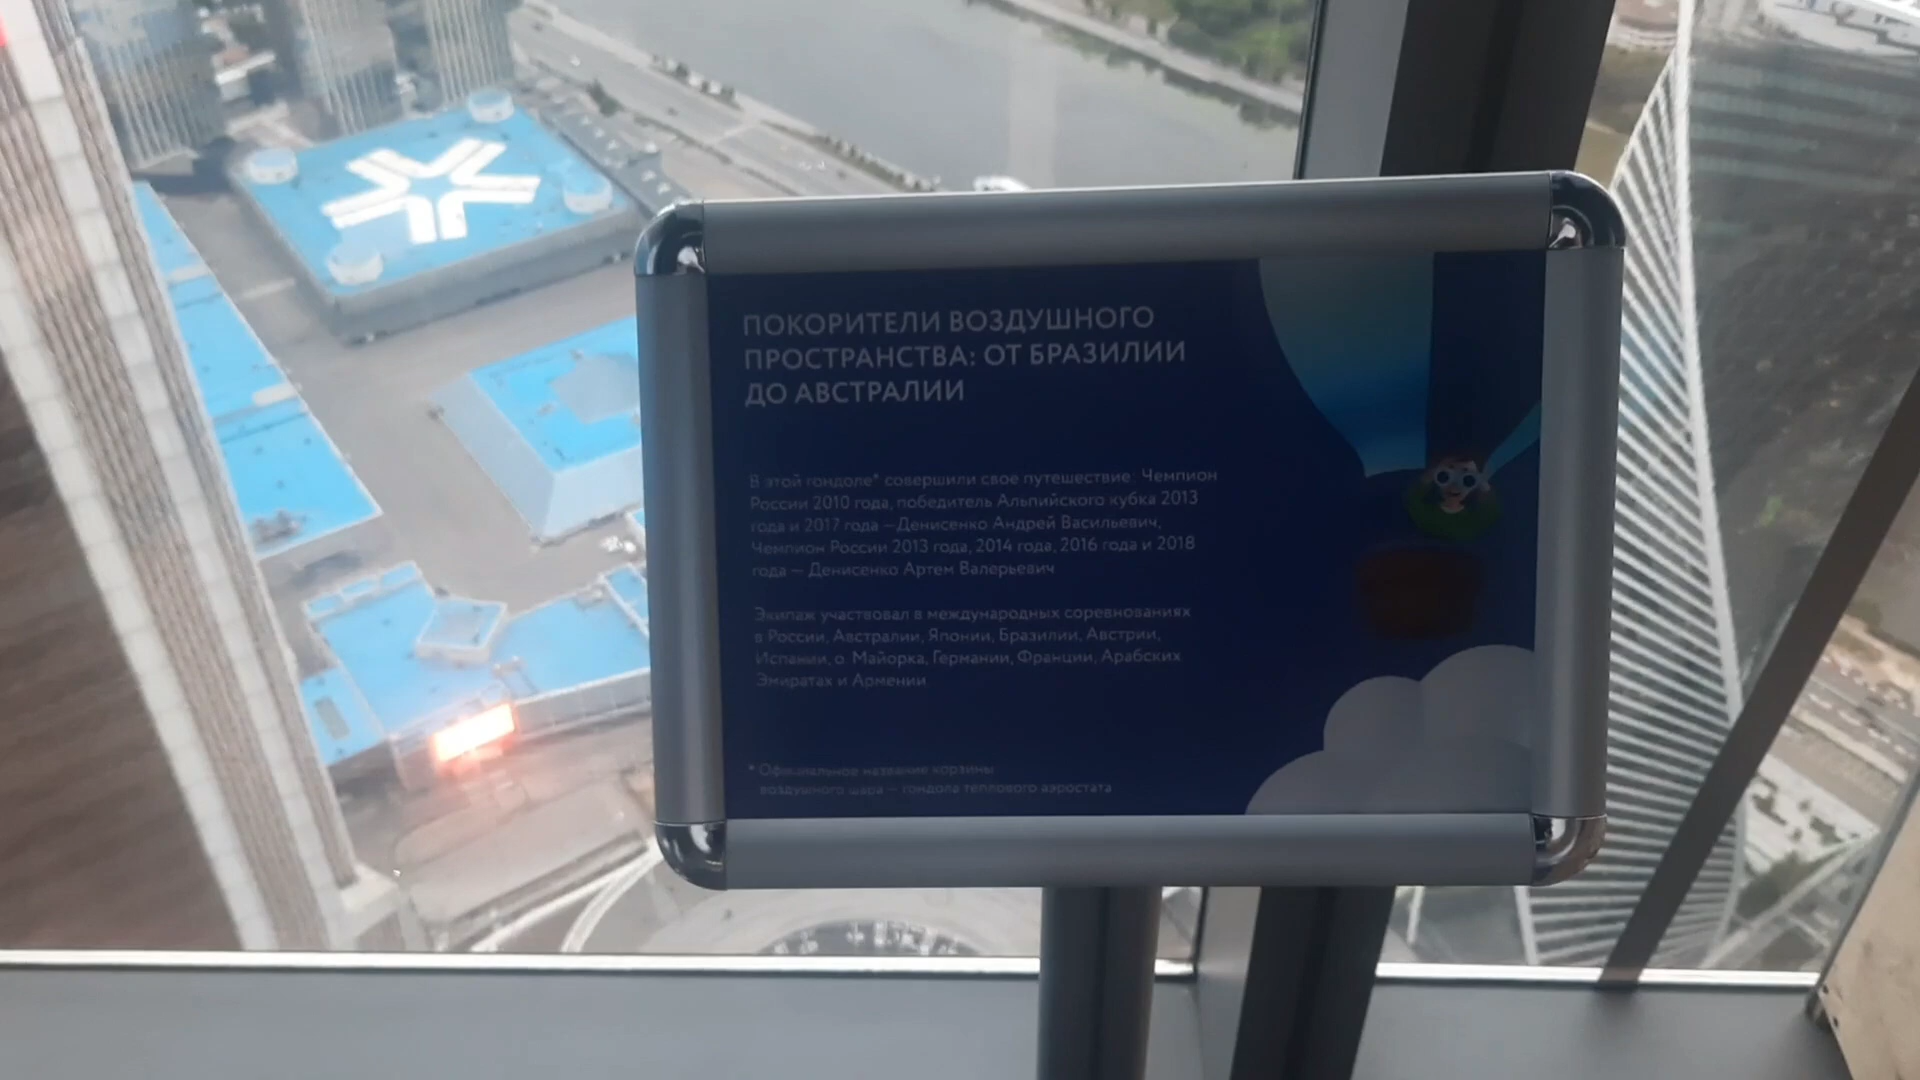 ПОКОРИТЕЛИ ВОЗДУШНОГО
ПРОСТРАНСТВА: ОТ БРАЗИЛИИ
ДО АВСТРАЛИИ
В этой гондоле* совершили свое путешествие: Чемпион
России 2010 года, победитель Альпийского кубка 2013
года и 2017 года – Денисенко Андрей Васильевич,
Чемпион России 2013 года, 2014 года, 2016 года и 2018
года – Денисенко Артем Валерьевич
Экипаж участвовал в международных соревнованиях
в России, Австралии, Японии, Бразилии, Австрии,
Испании, о. Майорка, Германии, Франции, Арабских
Эмиратах и Армении.
* Официальное название корзины
воздушного шара – гондола теплового аэростата